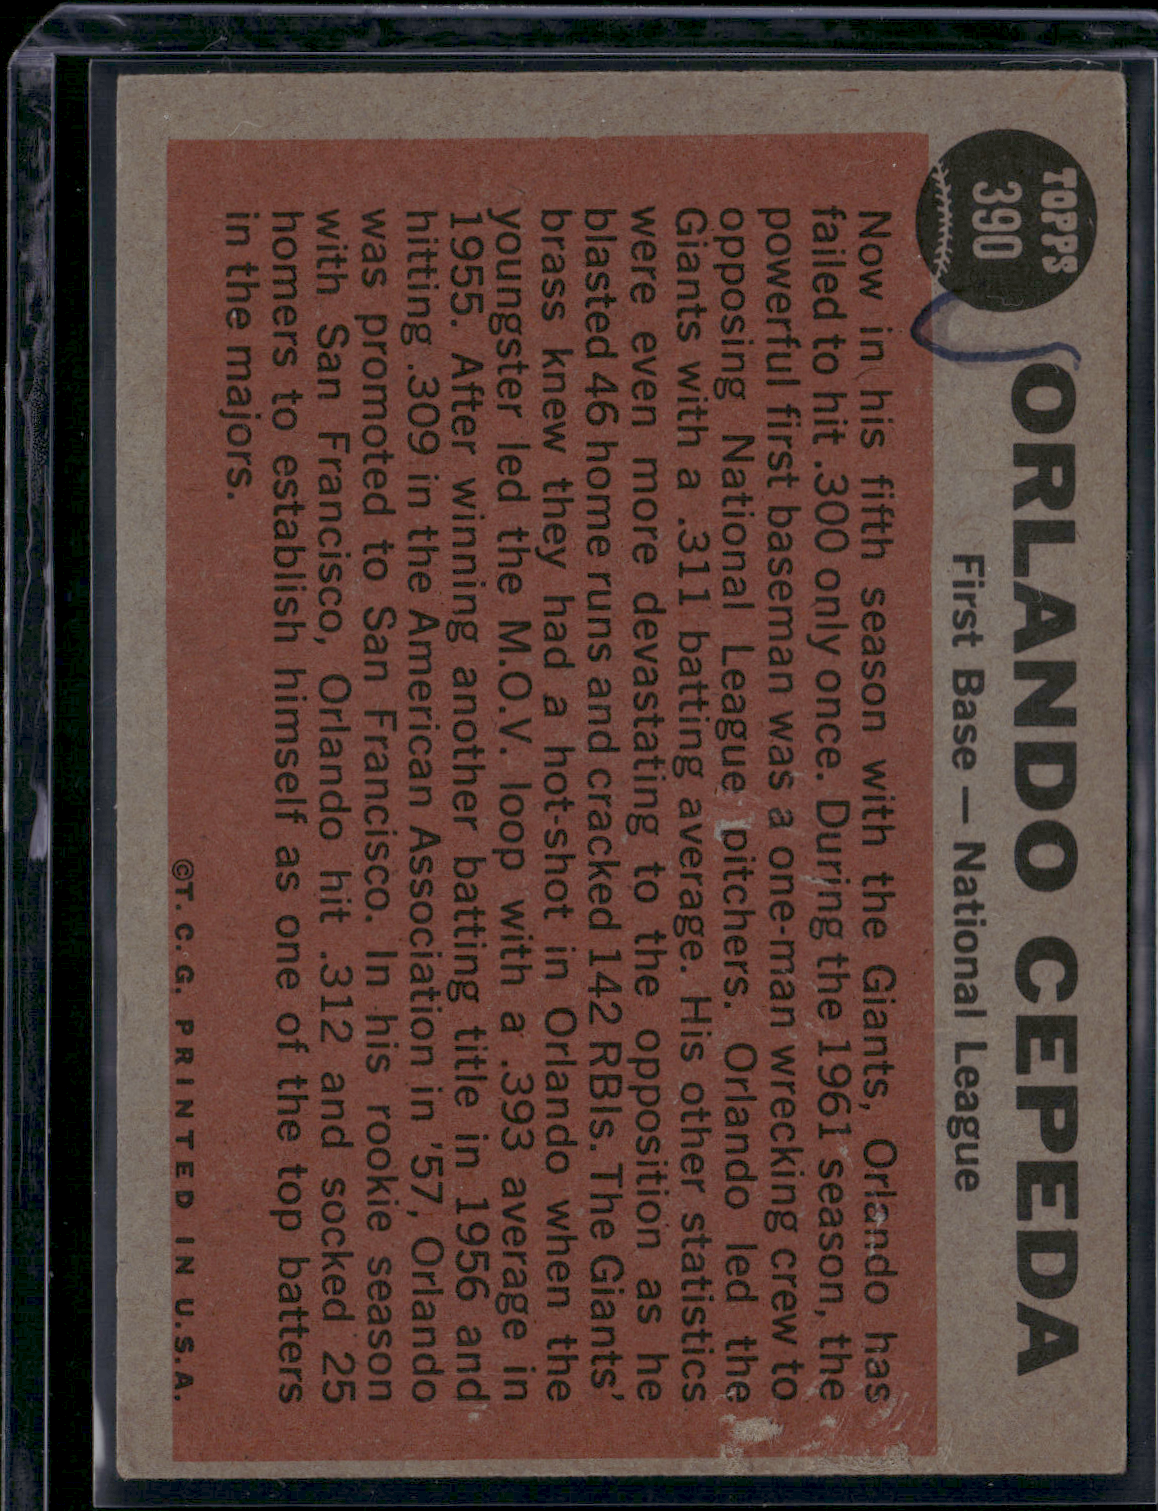 TOPPS
390
ORLANDO CEPEDA
First Base — National League
Now in his fifth season with the Giants, Orlando has
failed to hit .300 only once. During the 1961 season, the
powerful first baseman was a one-man wrecking crew to
opposing National League pitchers. Orlando led the
Giants with a .311 batting average. His other statistics
were even more devastating to the opposition as he
blasted 46 home runs and cracked 142 RBIs. The Giants'
brass knew they had a hot-shot in Orlando when the
youngster led the M.O.V. loop with a .393 average in
1955. After winning another batting title in 1956 and
hitting .309 in the American Association in '57, Orlando
was promoted to San Francisco. In his rookie season
with San Francisco, Orlando hit .312 and socked 25
homers to establish himself as one of the top batters
in the majors.
©T. C. G. PRINTED IN U.S.A.